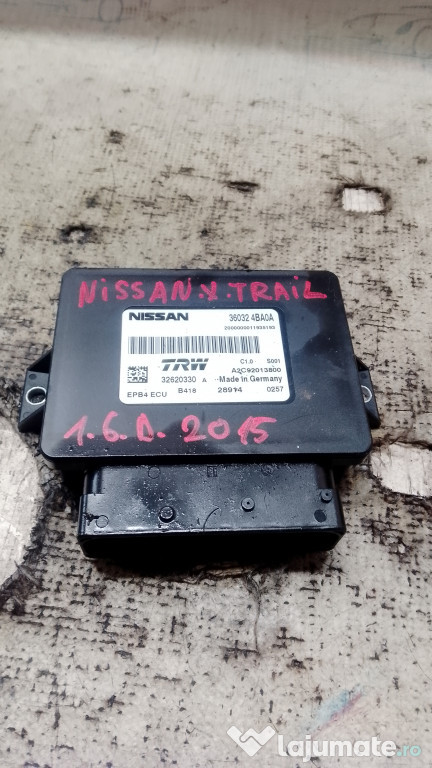 NiSSAN.X.TRAiL
NISSAN 36032 4BA0A
TRW C1.0 S001
A2C92013800
32620330 A Made in Germany
EPB4 ECU B418 28914 0257
1.6.D. 2015
lajumate.ro